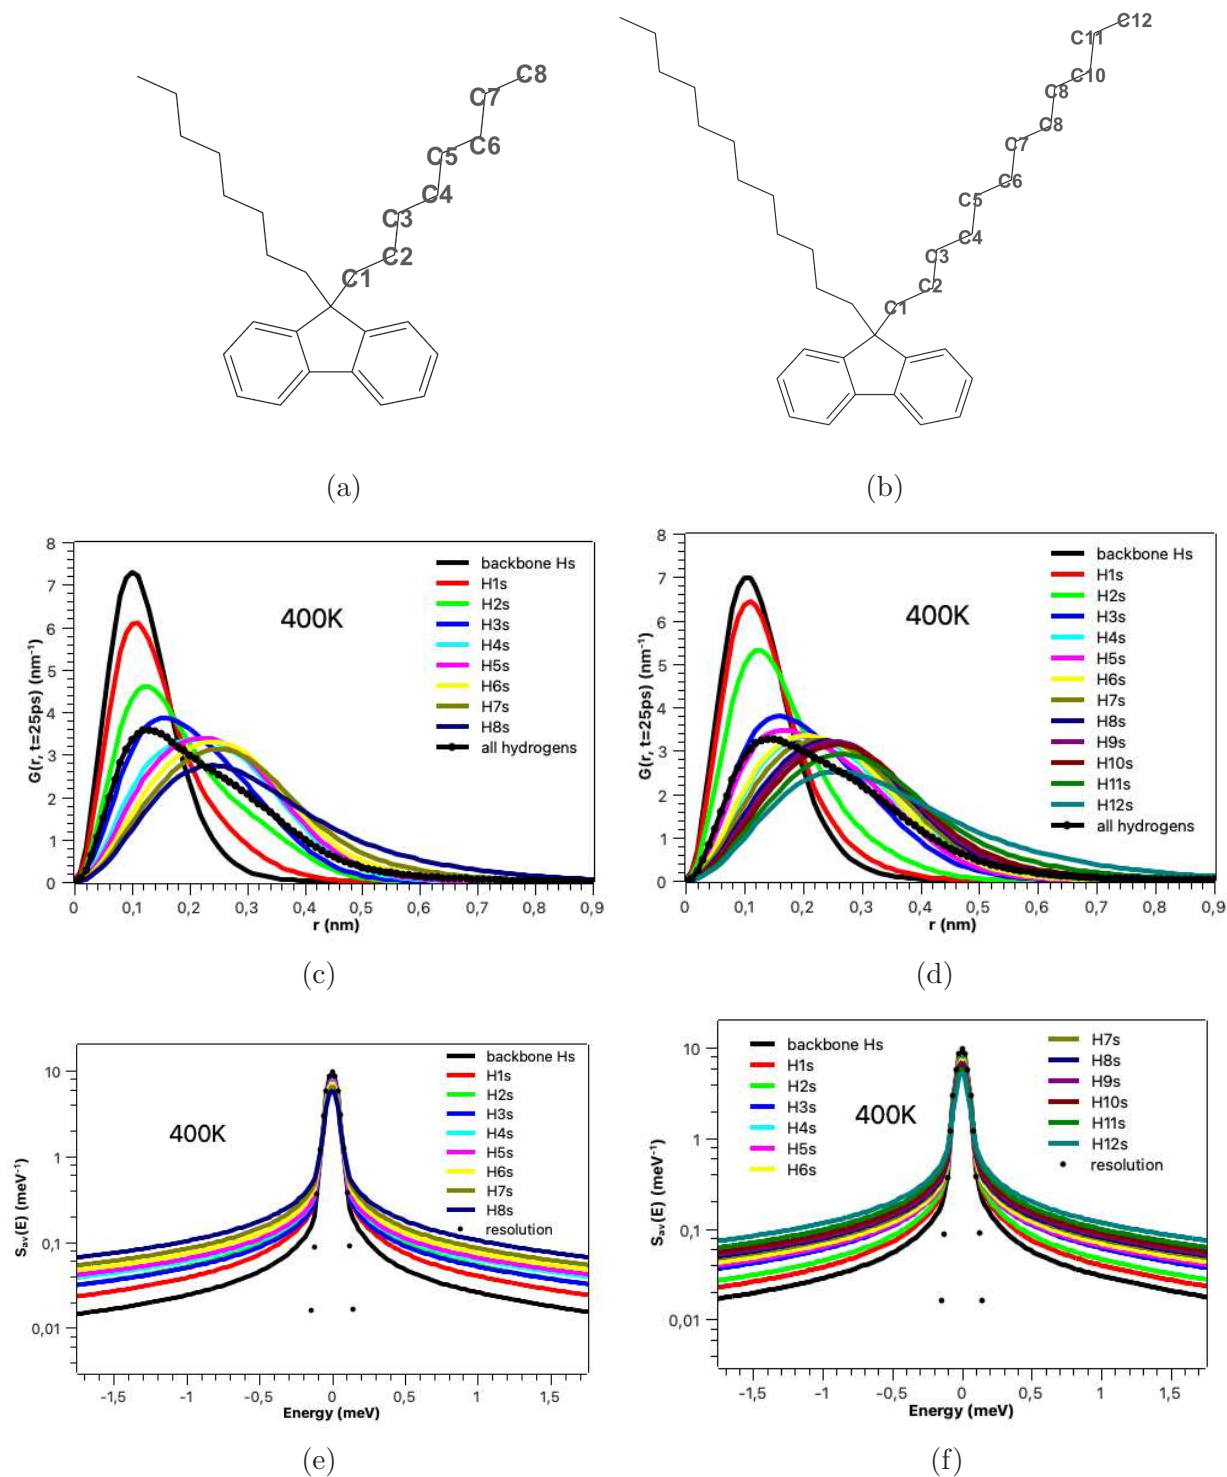 C8
C7
C6
C5
C4
C3
C2
C1
(a)
C12
C11
C10
C8
C8
C7
C6
C5
C4
C3
C2
C1
(b)
G(r, t=25ps) (nm⁻¹)
8
7
6
5
4
3
2
1
0
400K
backbone Hs
H1s
H2s
H3s
H4s
H5s
H6s
H7s
H8s
all hydrogens
0 0,1 0,2 0,3 0,4 0,5 0,6 0,7 0,8 0,9
r (nm)
(c)
G(r, t=25ps) (nm⁻¹)
8
7
6
5
4
3
2
1
0
400K
backbone Hs
H1s
H2s
H3s
H4s
H5s
H6s
H7s
H8s
H9s
H10s
H11s
H12s
all hydrogens
0 0,1 0,2 0,3 0,4 0,5 0,6 0,7 0,8 0,9
r (nm)
(d)
Sav(E) (meV⁻¹)
10
1
0,1
0,01
400K
backbone Hs
H1s
H2s
H3s
H4s
H5s
H6s
H7s
H8s
resolution
-1,5 -1 -0,5 0 0,5 1 1,5
Energy (meV)
(e)
Sav(E) (meV⁻¹)
10
1
0,1
0,01
backbone Hs
H1s
H2s
H3s
H4s
H5s
H6s
400K
H7s
H8s
H9s
H10s
H11s
H12s
resolution
-1,5 -1 -0,5 0 0,5 1 1,5
Energy (meV)
(f)